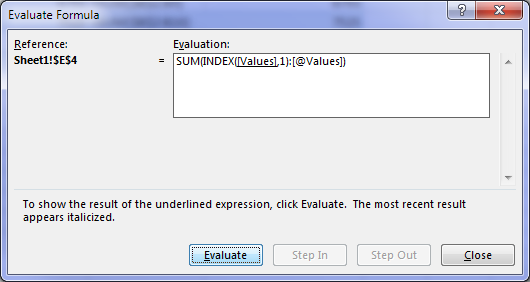 Evaluate Formula
Reference:
Evaluation:
Sheet1!$E$4
=
SUM(INDEX([Values],1):[@Values])
To show the result of the underlined expression, click Evaluate. The most recent result
appears italicized.
Evaluate
Step In
Step Out
Close